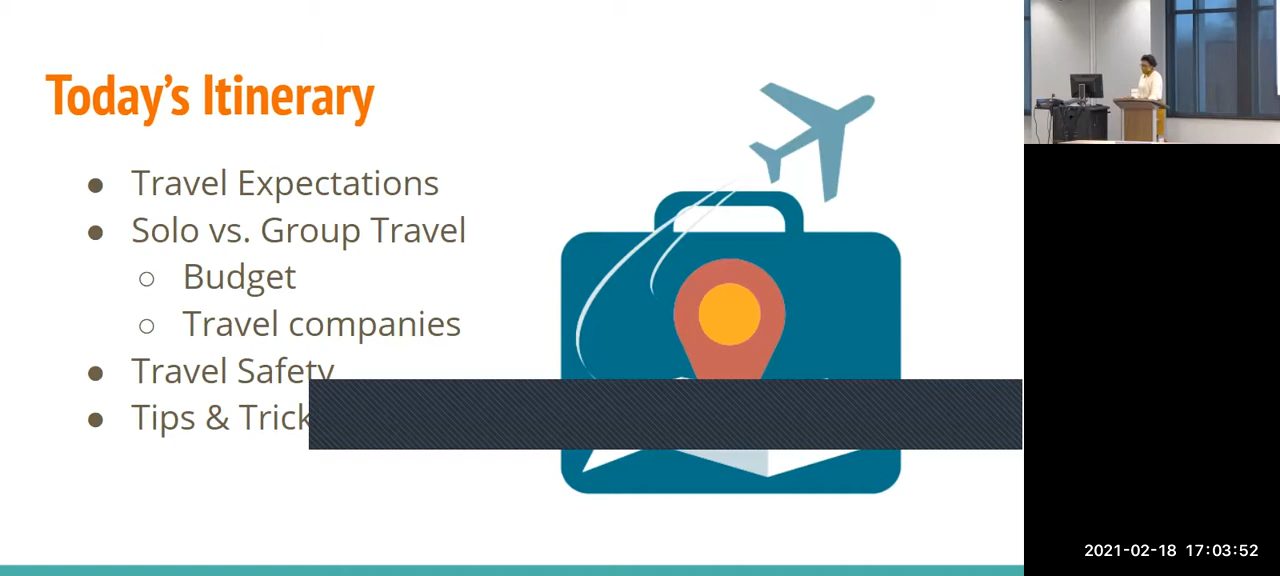 Today's Itinerary
● Travel Expectations
● Solo vs. Group Travel
○ Budget
○ Travel companies
● Travel Safety
● Tips & Trick
2021-02-18 17:03:52